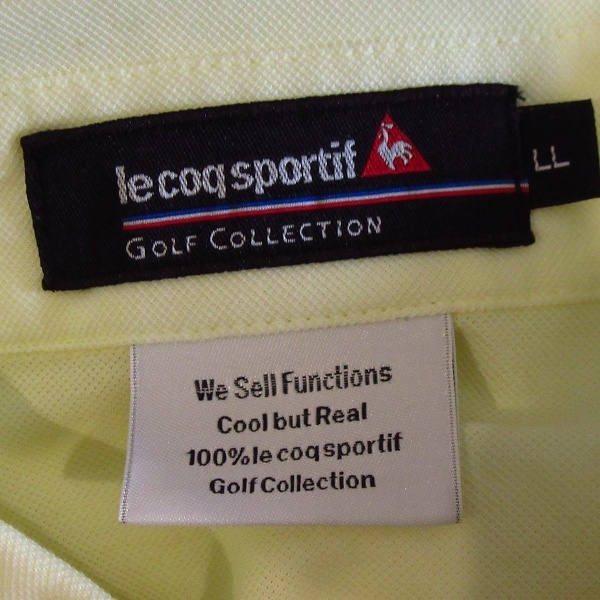 le coq sportif
LL
GOLF COLLECTION
We Sell Functions
Cool but Real
100% le coq sportif
Golf Collection